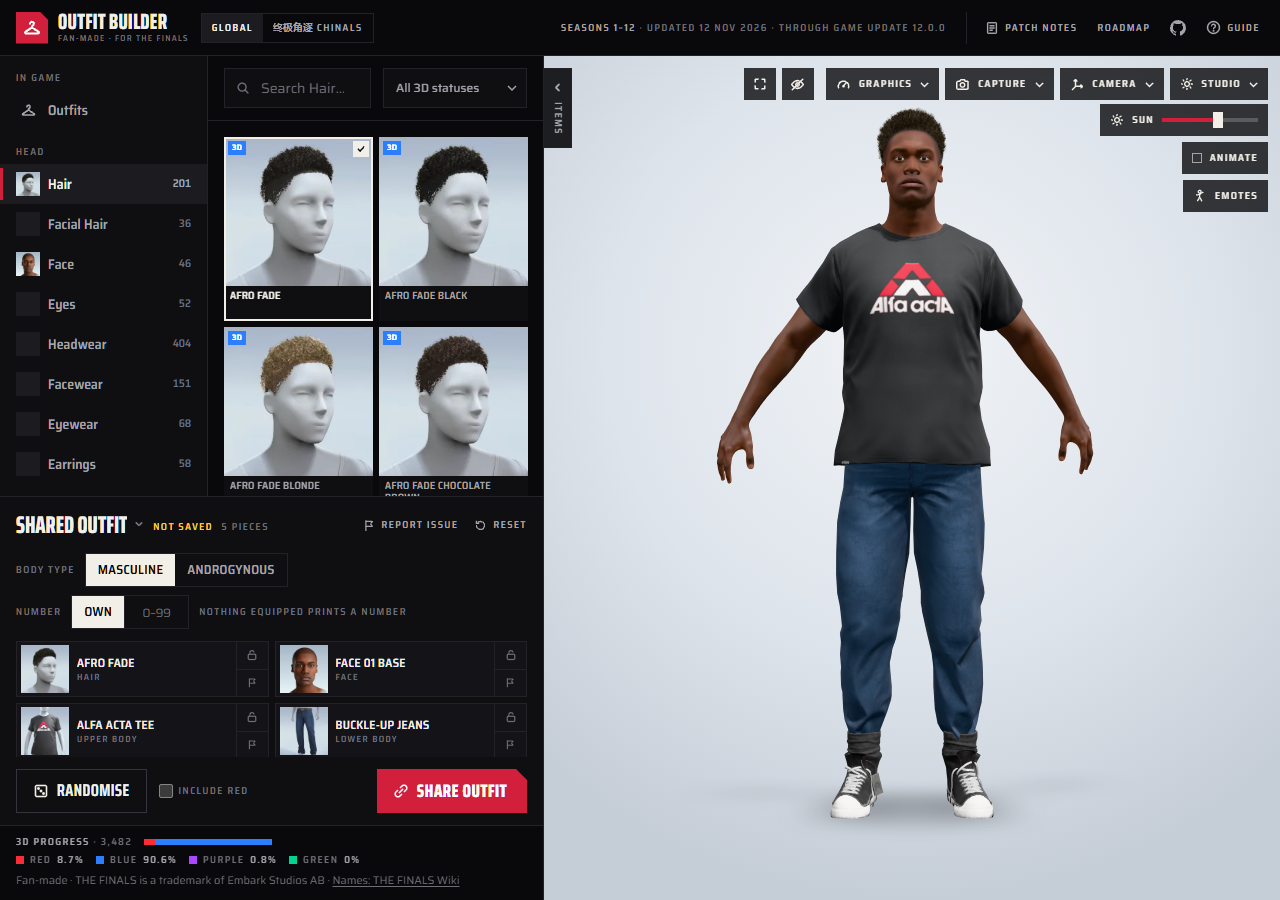 OUTFIT BUILDER
FAN-MADE · FOR THE FINALS
GLOBAL
终极角逐 CHINALS
SEASONS 1–12 · UPDATED 12 NOV 2026 · THROUGH GAME UPDATE 12.0.0
PATCH NOTES
ROADMAP
GUIDE
IN GAME
Outfits
HEAD
Hair 201
Facial Hair 36
Face 46
Eyes 52
Headwear 404
Facewear 151
Eyewear 68
Earrings 58
Search Hair...
All 3D statuses
3D
AFRO FADE
3D
AFRO FADE BLACK
3D
AFRO FADE BLONDE
3D
AFRO FADE CHOCOLATE
BROWN
ITEMS
GRAPHICS
CAPTURE
CAMERA
STUDIO
SUN
ANIMATE
EMOTES
Alfa actA
SHARED OUTFIT
NOT SAVED
5 PIECES
REPORT ISSUE
RESET
BODY TYPE
MASCULINE
ANDROGYNOUS
NUMBER
OWN
0–99
NOTHING EQUIPPED PRINTS A NUMBER
AFRO FADE
HAIR
FACE 01 BASE
FACE
ALFA ACTA TEE
UPPER BODY
BUCKLE-UP JEANS
LOWER BODY
RANDOMISE
INCLUDE RED
SHARE OUTFIT
3D PROGRESS · 3,482
RED 8.7%
BLUE 90.6%
PURPLE 0.8%
GREEN 0%
Fan-made · THE FINALS is a trademark of Embark Studios AB · Names: THE FINALS Wiki